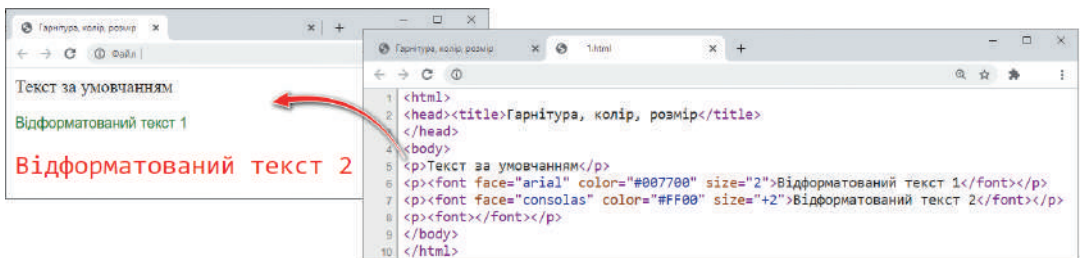 Гарнітура, колір, розмір
Файл
Текст за умовчанням
Відформатований текст 1
Відформатований текст 2
Гарнітура, колір, розмір
1.html
1 <html>
2 <head><title>Гарнітура, колір, розмір</title>
3 </head>
4 <body>
5 <p>Текст за умовчанням</p>
6 <p><font face="arial" color="#007700" size="2">Відформатований текст 1</font></p>
7 <p><font face="consolas" color="#FF00" size="+2">Відформатований текст 2</font></p>
8 <p><font></font></p>
9 </body>
10 </html>